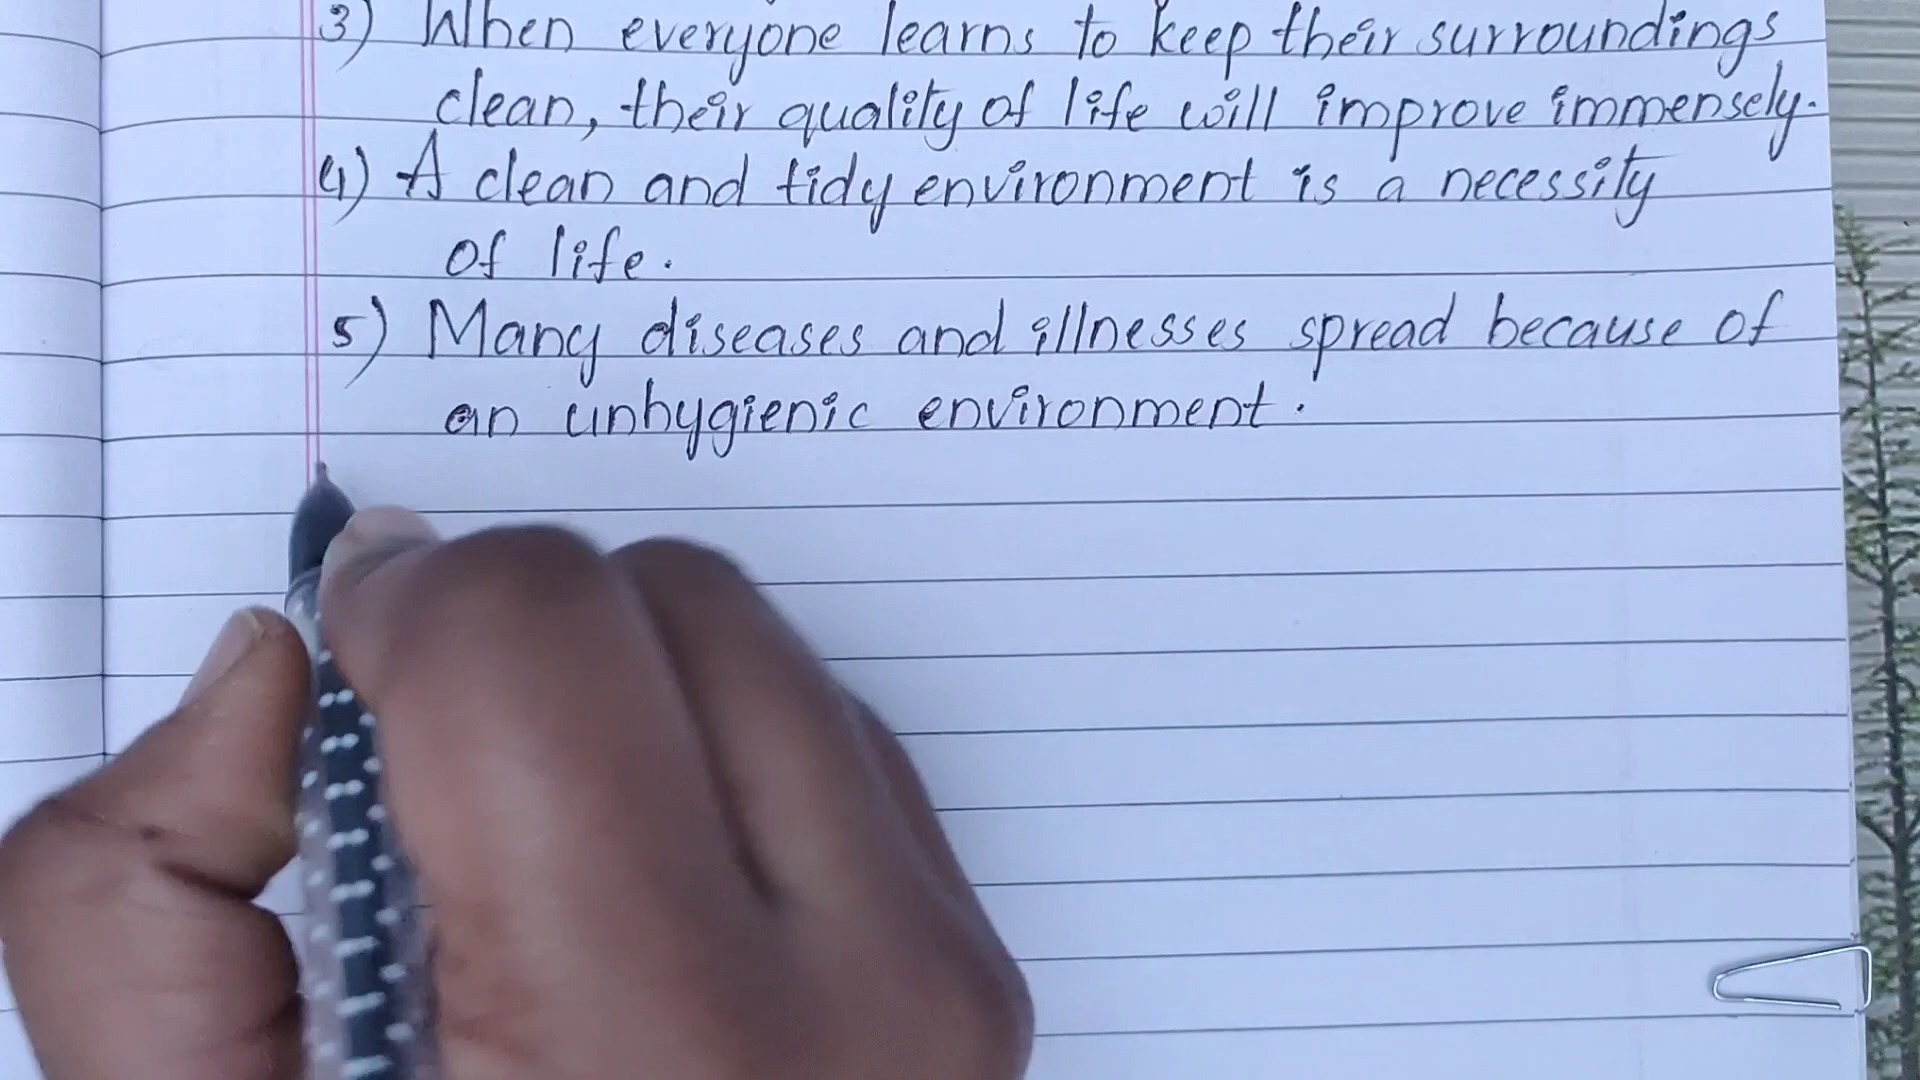 3) When everyone learns to keep their surroundings
clean, their quality of life will improve immensely.
4) A clean and tidy environment is a necessity
of life.
5) Many diseases and illnesses spread because of
an unhygienic environment.